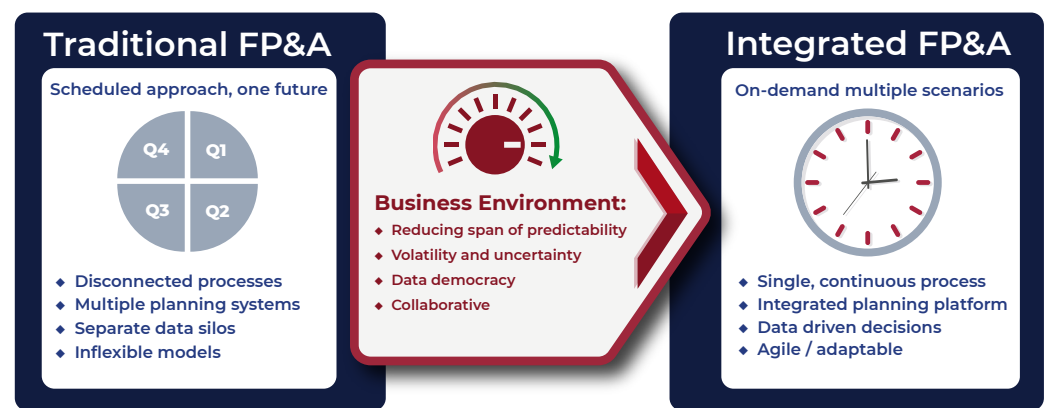 Traditional FP&A
Scheduled approach, one future
Q4 Q1
Q3 Q2
◆ Disconnected processes
◆ Multiple planning systems
◆ Separate data silos
◆ Inflexible models
Business Environment:
◆ Reducing span of predictability
◆ Volatility and uncertainty
◆ Data democracy
◆ Collaborative
Integrated FP&A
On-demand multiple scenarios
◆ Single, continuous process
◆ Integrated planning platform
◆ Data driven decisions
◆ Agile / adaptable